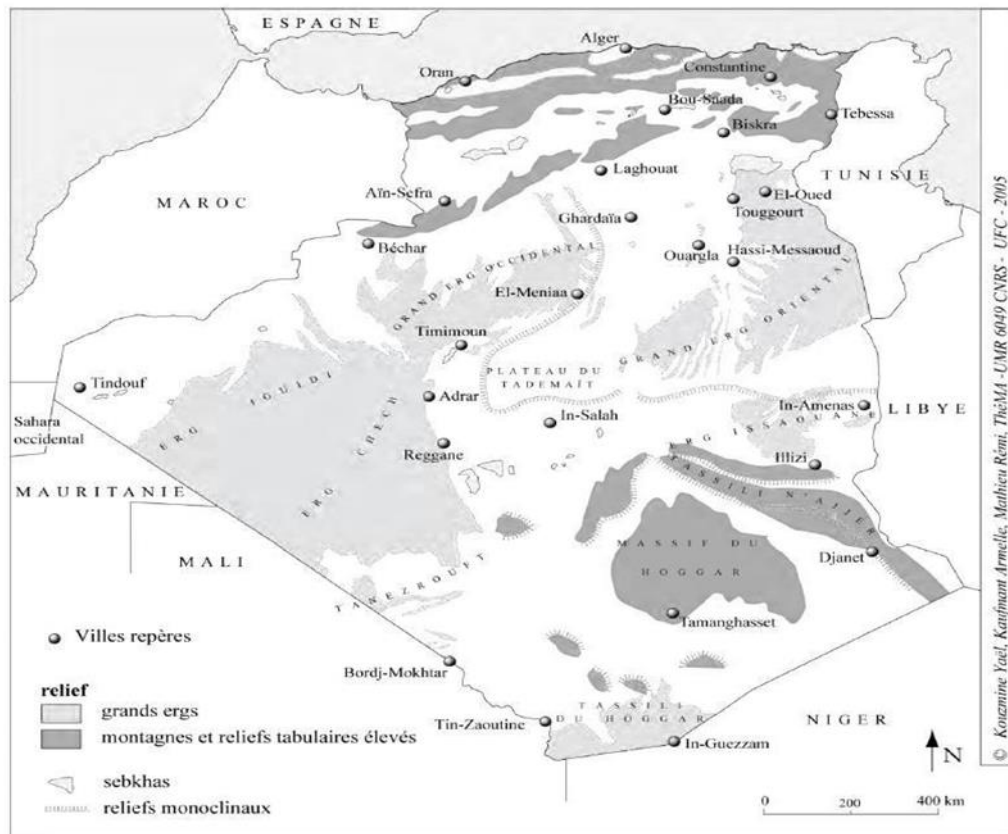 ESPAGNE
Alger
Oran
Constantine
Bou-Saada
Tebessa
Biskra
Laghouat
TUNISIE
MAROC
Aïn-Sefra
El-Oued
Touggourt
Ghardaïa
Béchar
Ouargla
Hassi-Messaoud
GRAND ERG OCCIDENTAL
El-Meniaa
GRAND ERG ORIENTAL
Timimoun
PLATEAU DU
TADEMAÏT
Tindouf
ERG IGUIDI
Adrar
In-Amenas
LIBYE
Sahara
occidental
ERG CHECH
In-Salah
ERG ISSAOUANE
Reggane
Illizi
MAURITANIE
TASSILI N'AJJER
MALI
MASSIF DU
HOGGAR
Djanet
TANEZROUFT
Tamanghasset
Villes repères
Bordj-Mokhtar
relief
grands ergs
Tin-Zaoutine
TASSILI
DU HOGGAR
NIGER
montagnes et reliefs tabulaires élevés
In-Guezzam
sebkhas
N
reliefs monoclinaux
0 200 400 km
© Kouzmine Yaël, Kaufmant Armelle, Mathieu Rémi, ThéMA -UMR 6049 CNRS - UFC - 2005